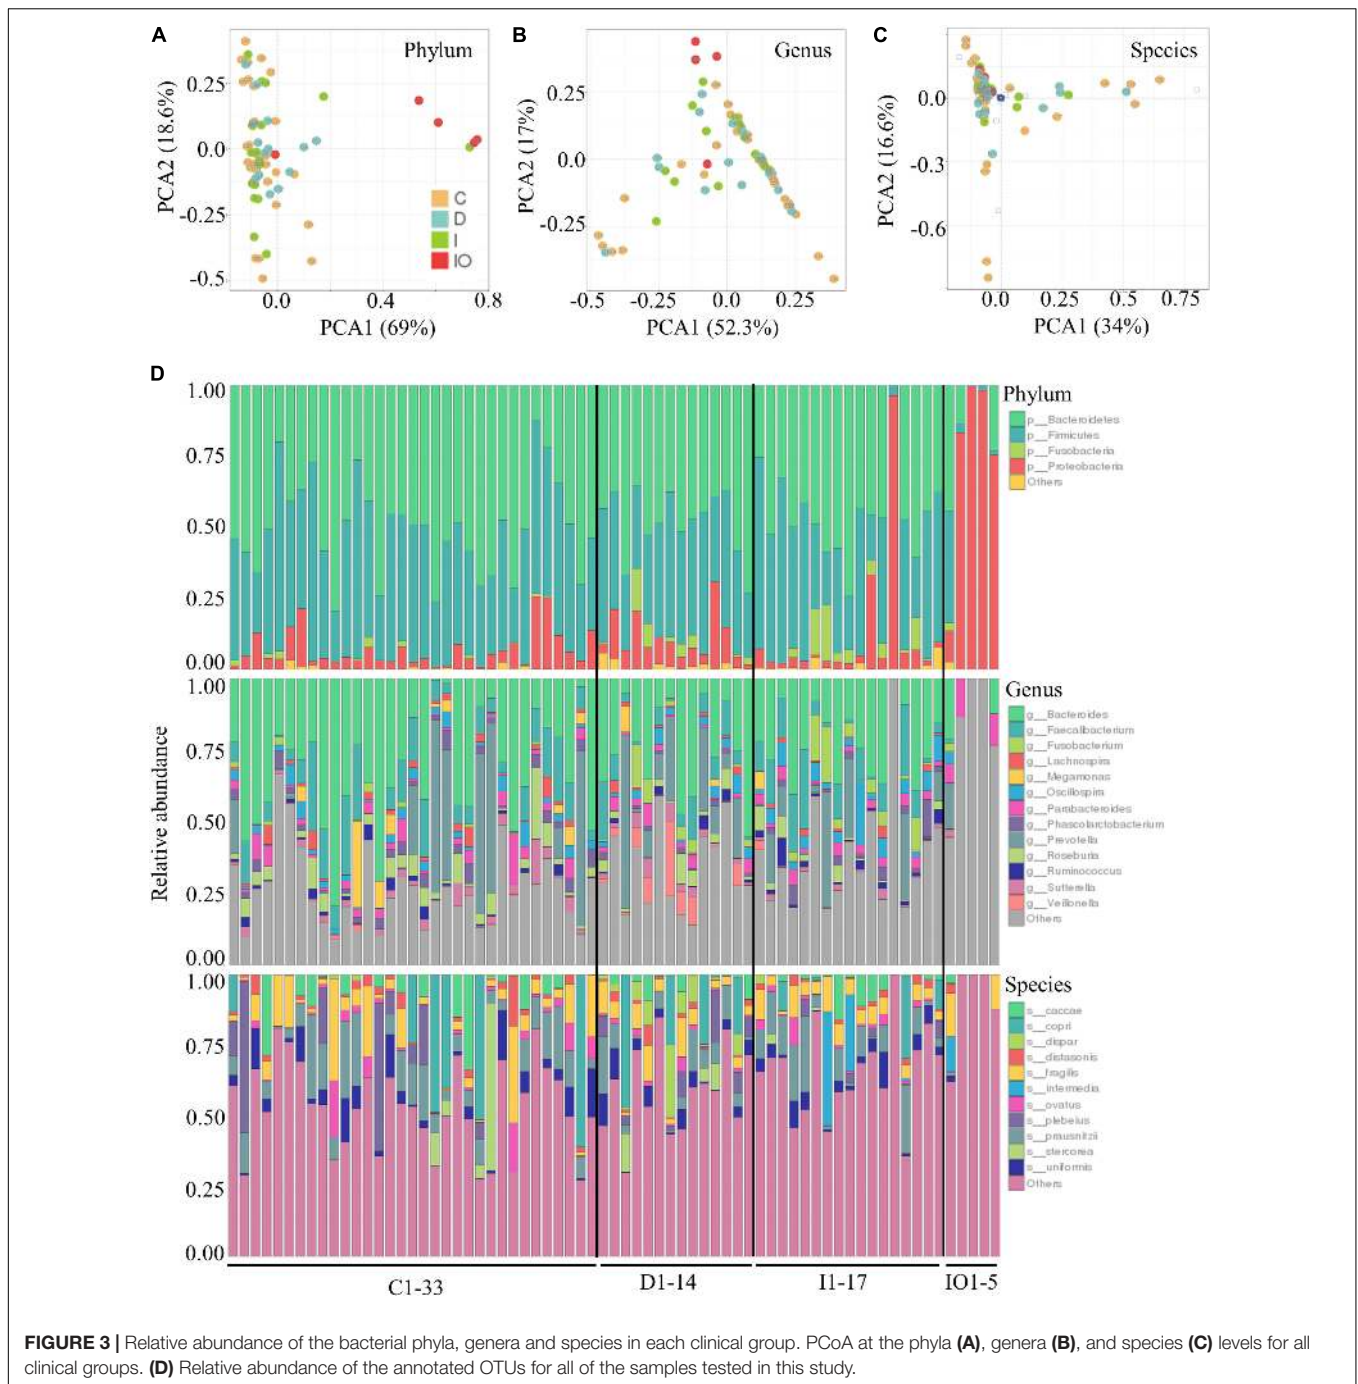 A
Phylum
PCA2 (18.6%)
0.25
0.0
-0.25
-0.5
0.0
0.4
0.8
PCA1 (69%)
C
D
I
IO
B
Genus
PCA2 (17%)
0.25
0.0
-0.25
-0.5
-0.25
0.0
0.25
PCA1 (52.3%)
C
Species
PCA2 (16.6%)
0.0
-0.3
-0.6
0.0
0.25
0.5
0.75
PCA1 (34%)
D
Relative abundance
1.00
0.75
0.50
0.25
0.00
Phylum
p__Bacteroidetes
p__Firmicutes
p__Fusobacteria
p__Proteobacteria
Others
1.00
0.75
0.50
0.25
0.00
Genus
g__Bacteroides
g__Faecalibacterium
g__Fusobacterium
g__Lachnospira
g__Megamonas
g__Oscillospira
g__Parabacteroides
g__Phascolarctobacterium
g__Prevotella
g__Roseburia
g__Ruminococcus
g__Sutterella
g__Veillonella
Others
1.00
0.75
0.50
0.25
0.00
Species
s__caccae
s__copri
s__dispar
s__distasonis
s__fragilis
s__intermedia
s__ovatus
s__plebeius
s__prausnitzii
s__stercorea
s__uniformis
Others
C1-33
D1-14
I1-17
IO1-5
FIGURE 3 | Relative abundance of the bacterial phyla, genera and species in each clinical group. PCoA at the phyla (A), genera (B), and species (C) levels for all
clinical groups. (D) Relative abundance of the annotated OTUs for all of the samples tested in this study.